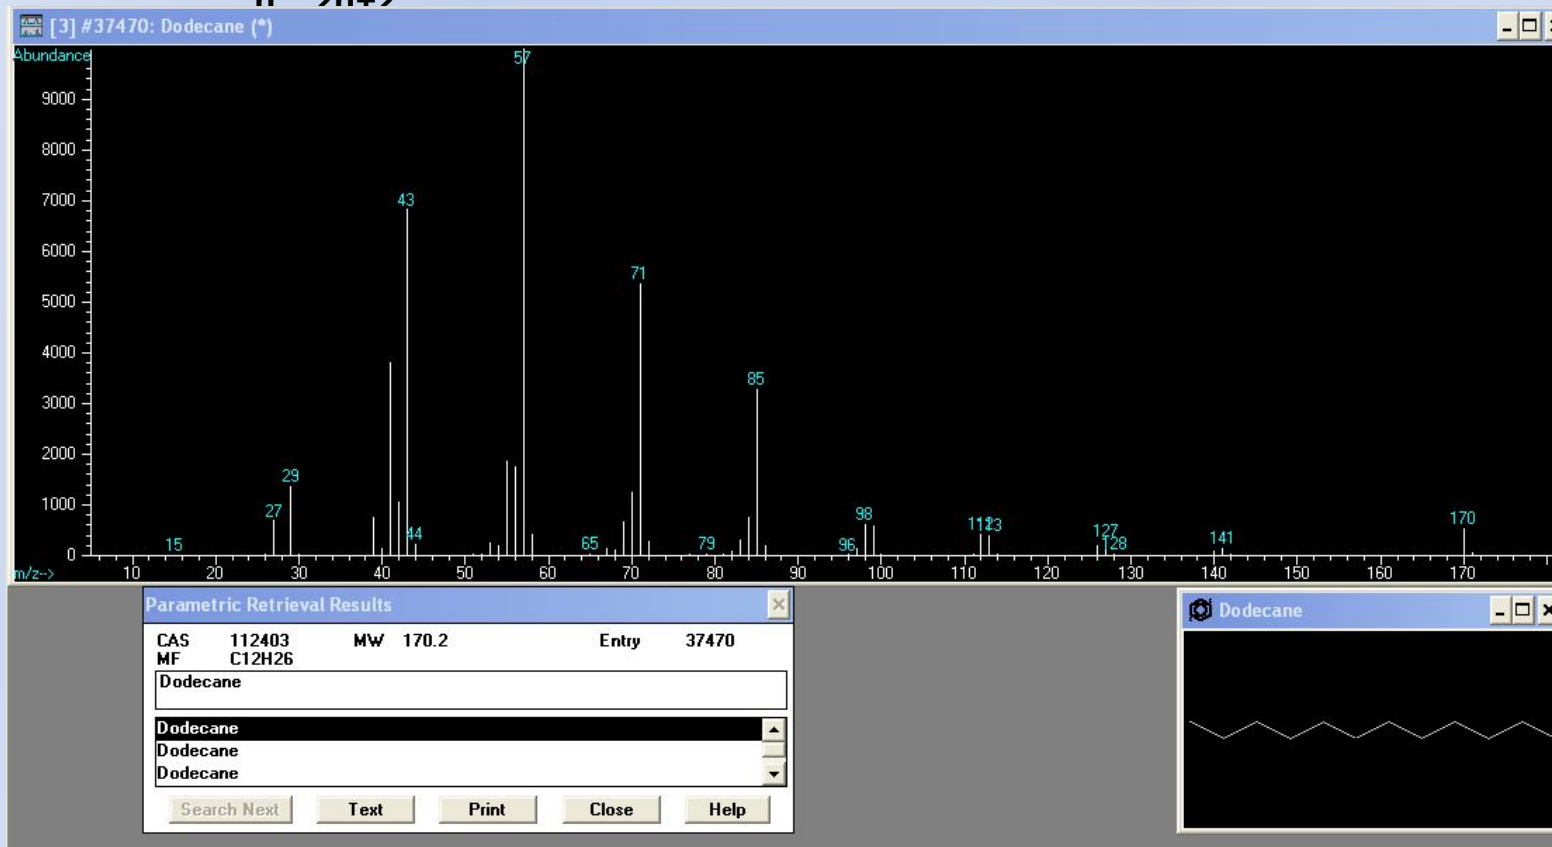 n 2n+2
[3] #37470: Dodecane (*)
Abundance
9000
8000
7000
6000
5000
4000
3000
2000
1000
0
m/z-->
57
43
71
85
29
27
15
44
65
79
98
96
112
113
127
128
141
170
10 20 30 40 50 60 70 80 90 100 110 120 130 140 150 160 170
Parametric Retrieval Results
CAS 112403 MW 170.2 Entry 37470
MF C12H26
Dodecane
Dodecane
Dodecane
Dodecane
Search Next Text Print Close Help
Dodecane